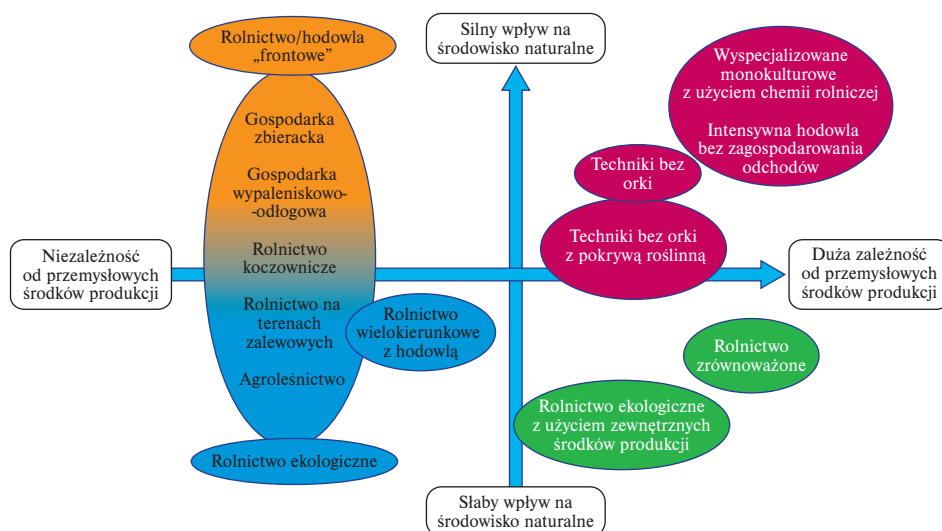 Rolnictwo/hodowla
„frontowe”
Silny wpływ na
środowisko naturalne
Wyspecjalizowane
monokulturowe
z użyciem chemii rolniczej
Intensywna hodowla
bez zagospodarowania
odchodów
Gospodarka
zbieracka
Gospodarka
wypaleniskowo-
-odłogowa
Rolnictwo
koczownicze
Rolnictwo na
terenach
zalewowych
Agroleśnictwo
Techniki bez
orki
Techniki bez orki
z pokrywą roślinną
Niezależność
od przemysłowych
środków produkcji
Duża zależność
od przemysłowych
środków produkcji
Rolnictwo
wielokierunkowe
z hodowlą
Rolnictwo
zrównoważone
Rolnictwo ekologiczne
z użyciem zewnętrznych
środków produkcji
Rolnictwo ekologiczne
Słaby wpływ na
środowisko naturalne